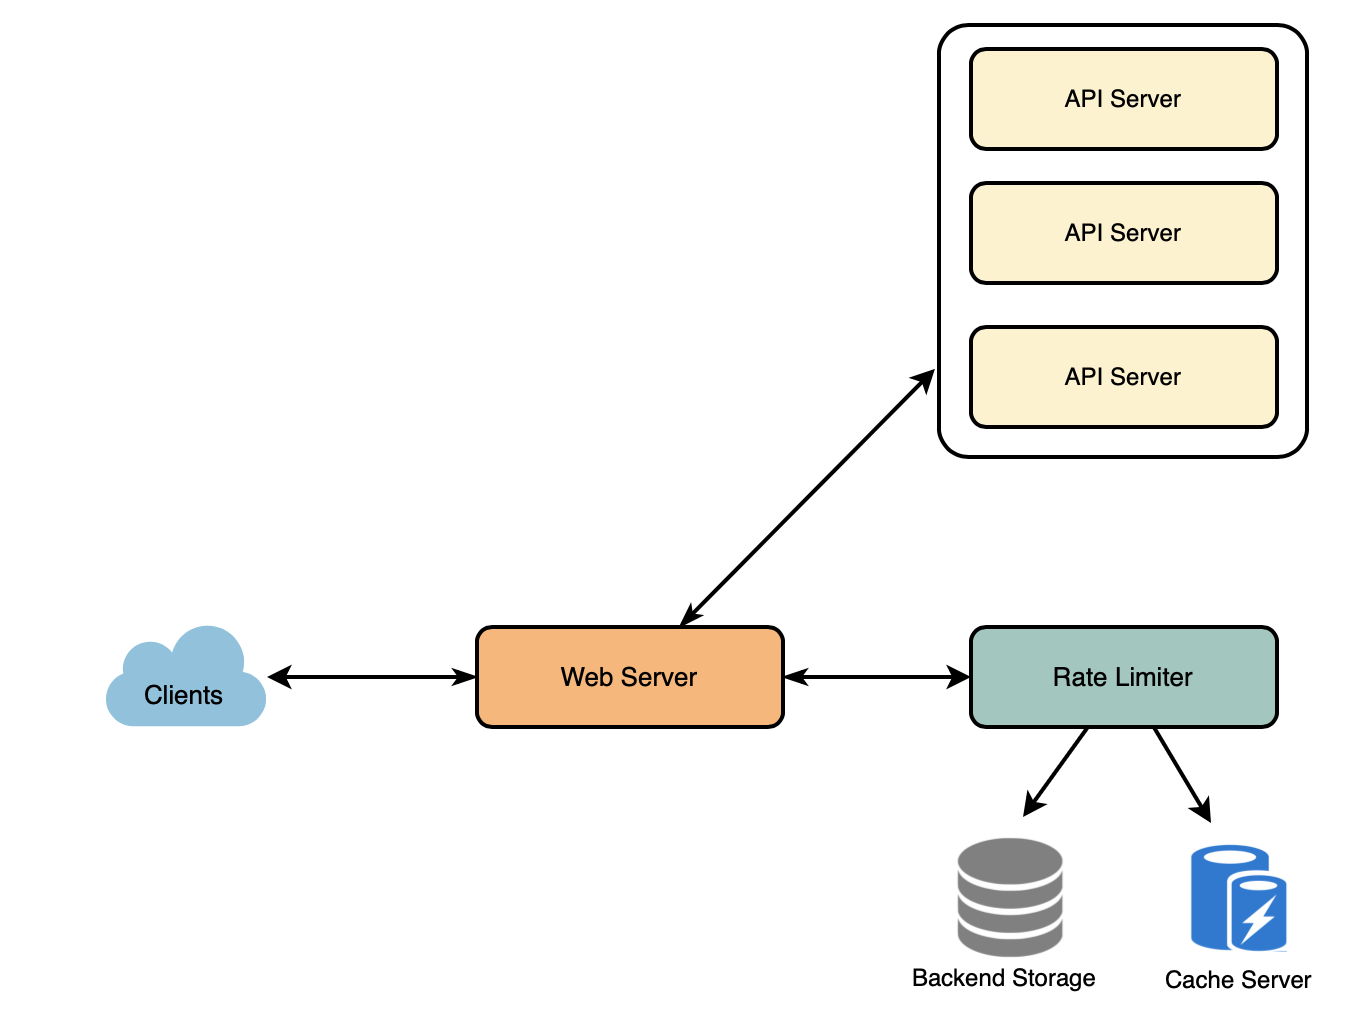 API Server
API Server
API Server
Clients
Web Server
Rate Limiter
Backend Storage
Cache Server